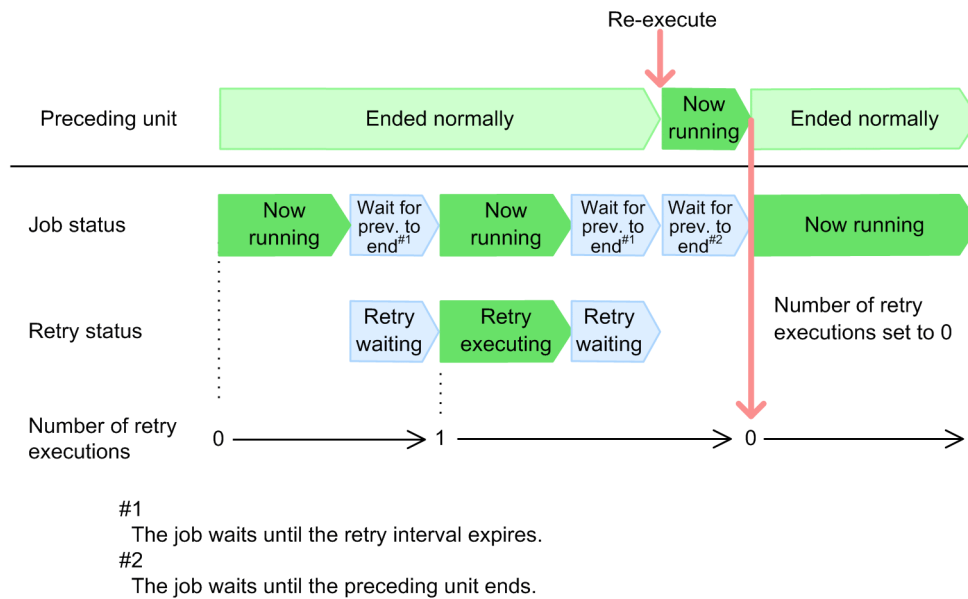 Re-execute
Preceding unit
Ended normally
Now
running
Ended normally
Job status
Now
running
Wait for
prev. to
end#1
Now
running
Wait for
prev. to
end#1
Wait for
prev. to
end#2
Now running
Retry status
Retry
waiting
Retry
executing
Retry
waiting
Number of retry
executions set to 0
Number of retry
executions
0
1
0
#1
The job waits until the retry interval expires.
#2
The job waits until the preceding unit ends.